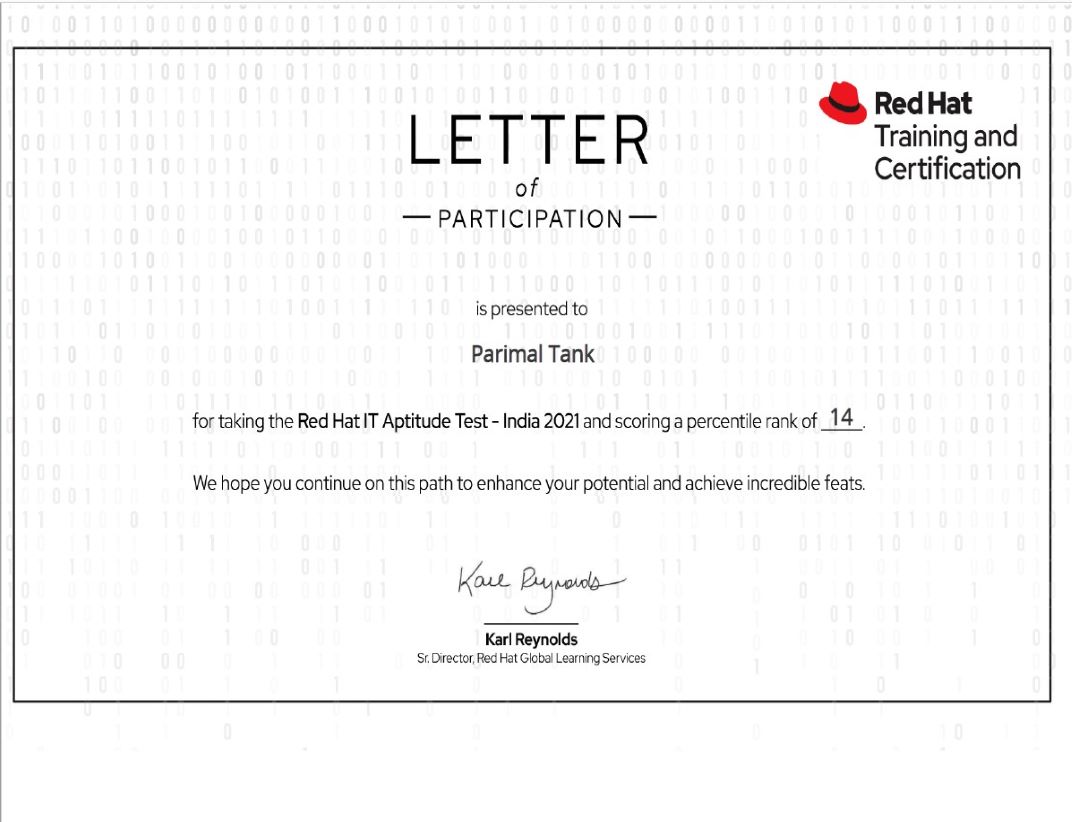 LETTER
of
PARTICIPATION
Red Hat
Training and
Certification
is presented to
Parimal Tank
for taking the Red Hat IT Aptitude Test - India 2021 and scoring a percentile rank of 14.
We hope you continue on this path to enhance your potential and achieve incredible feats.
Karl Reynolds
Karl Reynolds
Sr. Director, Red Hat Global Learning Services